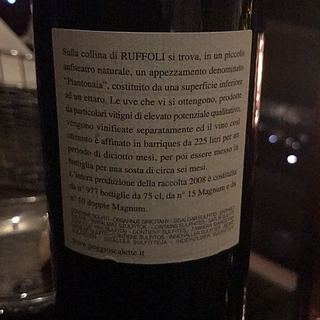 Sulla collina di RUFFOLI si trova, in un piccolo
anfiteatro naturale, un appezzamento denominato
"Piantonaia", costituito da una superficie inferiore
ad un ettaro. Le uve che vi si ottengono, prodotte
da particolari vitigni di elevato potenziale qualitativo,
vengono vinificate separatamente ed il vino così
ottenuto è affinato in barriques da 225 litri per un
periodo di diciotto mesi, per poi essere messo in
bottiglia per una sosta di circa sei mesi.
L'intera produzione della raccolta 2008 è costituita
da n° 977 bottiglie da 75 cl, da n° 15 Magnum e da
n° 10 doppie Magnum.
CONTAINS SULPHITES
www.poggioscalette.it